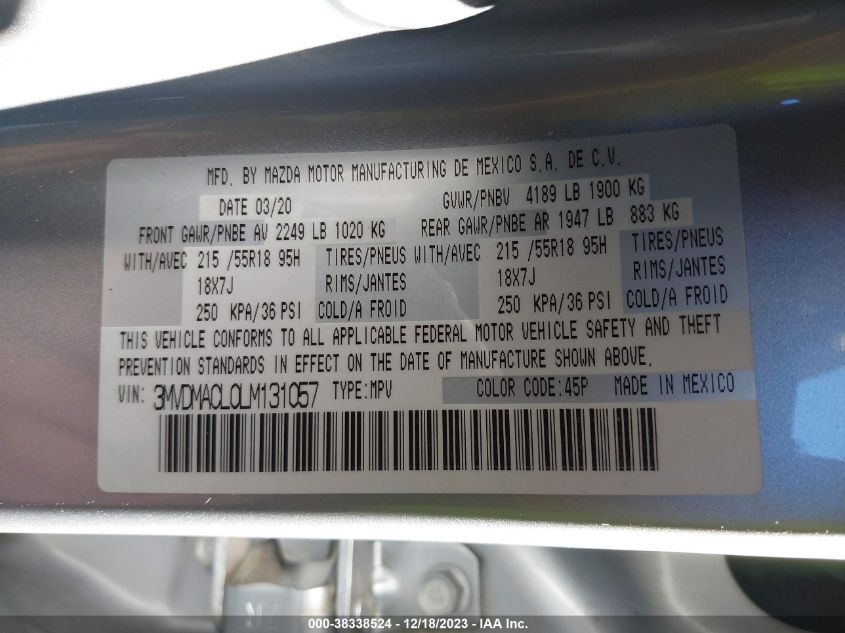 MFD. BY MAZDA MOTOR MANUFACTURING DE MEXICO S.A. DE C.V.
DATE 03/20 GVWR/PNBV 4189 LB 1900 KG
FRONT GAWR/PNBE AV 2249 LB 1020 KG REAR GAWR/PNBE AR 1947 LB 883 KG
WITH/AVEC 215 /55R18 95H TIRES/PNEUS WITH/AVEC 215 /55R18 95H TIRES/PNEUS
18X7J RIMS/JANTES 18X7J RIMS/JANTES
250 KPA/36 PSI COLD/A FROID 250 KPA/36 PSI COLD/A FROID
THIS VEHICLE CONFORMS TO ALL APPLICABLE FEDERAL MOTOR VEHICLE SAFETY AND THEFT
PREVENTION STANDARDS IN EFFECT ON THE DATE OF MANUFACTURE SHOWN ABOVE.
VIN: 3MVDMACL0LM131057 TYPE:MPV COLOR CODE:45P MADE IN MEXICO
000-38338524 - 12/18/2023 - IAAI Inc.